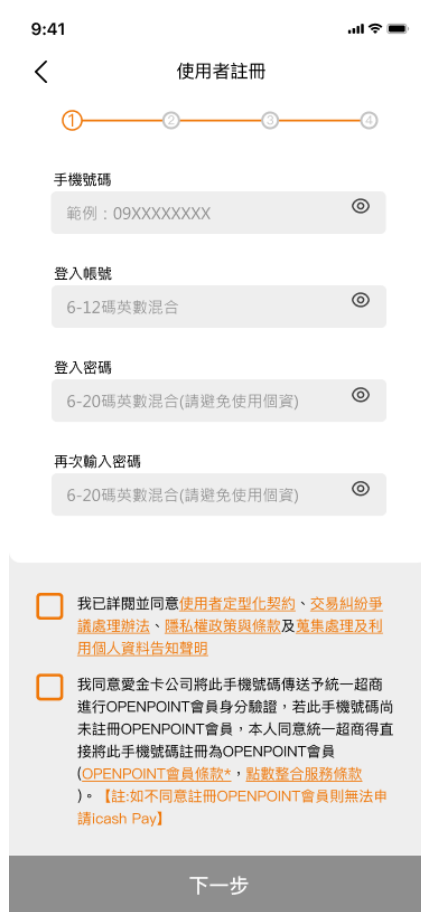 9:41
使用者註冊
1 2 3 4
手機號碼
範例：09XXXXXXXX
登入帳號
6-12碼英數混合
登入密碼
6-20碼英數混合(請避免使用個資)
再次輸入密碼
6-20碼英數混合(請避免使用個資)
我已詳閱並同意使用者定型化契約、交易糾紛爭
議處理辦法、隱私權政策與條款及蒐集處理及利
用個人資料告知聲明
我同意愛金卡公司將此手機號碼傳送予統一超商
進行OPENPOINT會員身分驗證，若此手機號碼尚
未註冊OPENPOINT會員，本人同意統一超商得直
接將此手機號碼註冊為OPENPOINT會員
(OPENPOINT會員條款*，點數整合服務條款
)。【註:如不同意註冊OPENPOINT會員則無法申
請icash Pay】
下一步